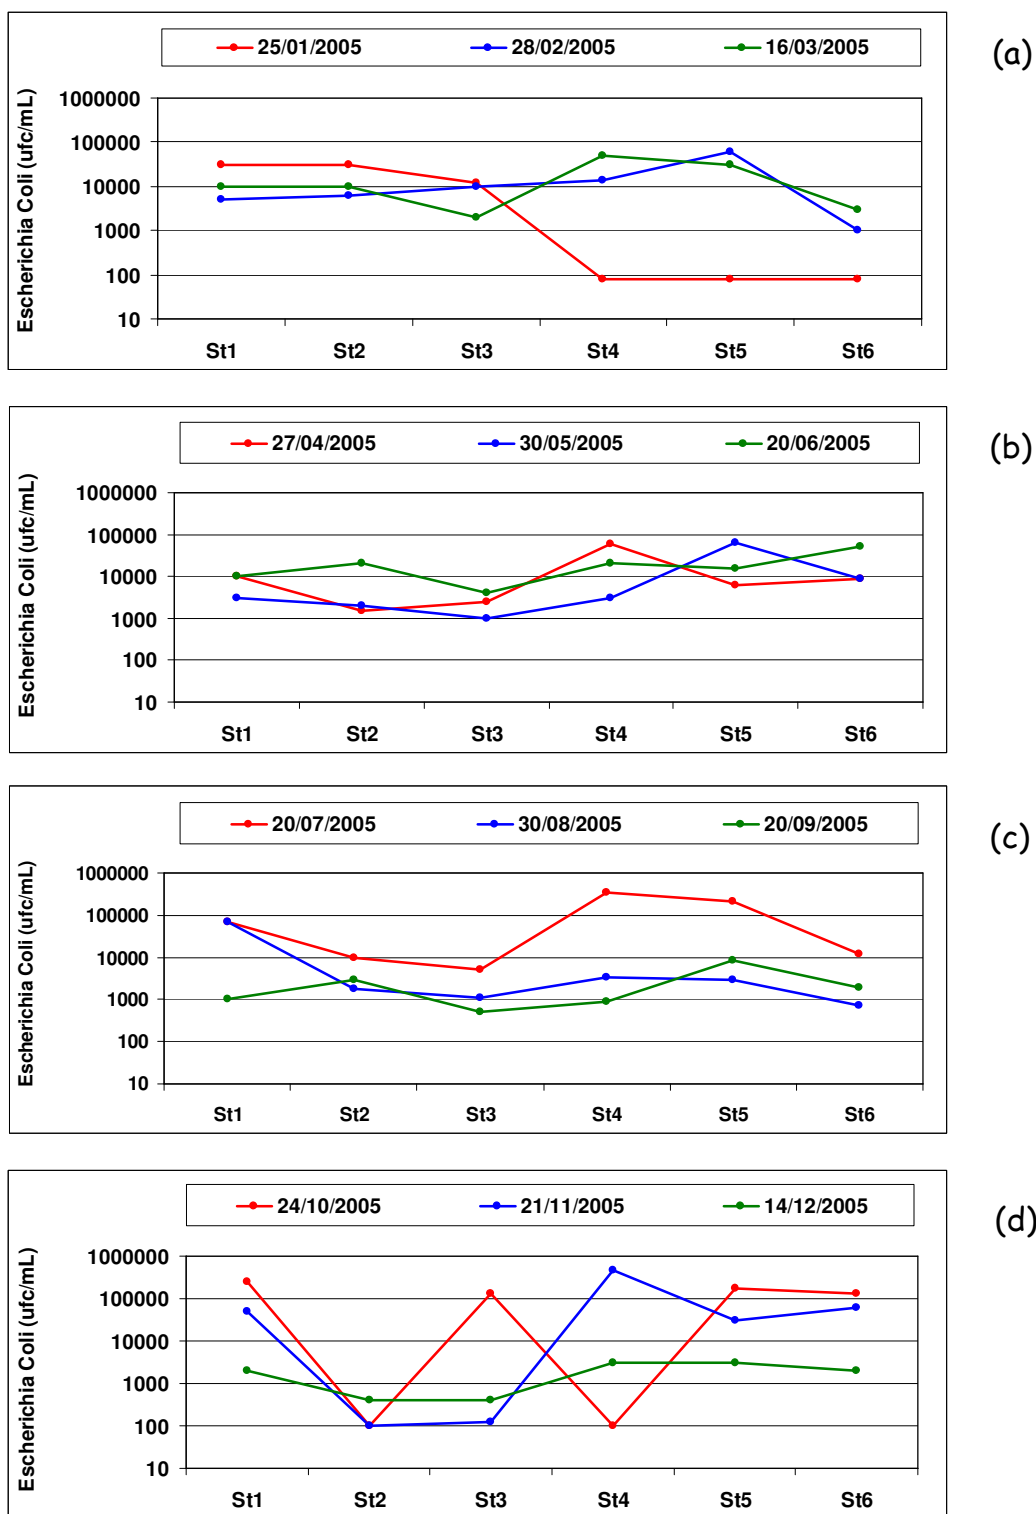 25/01/2005 28/02/2005 16/03/2005
(a)
Escherichia Coli (ufc/mL)
1000000
100000
10000
1000
100
10
St1 St2 St3 St4 St5 St6
27/04/2005 30/05/2005 20/06/2005
(b)
Escherichia Coli (ufc/mL)
1000000
100000
10000
1000
100
10
St1 St2 St3 St4 St5 St6
20/07/2005 30/08/2005 20/09/2005
(c)
Escherichia Coli (ufc/mL)
1000000
100000
10000
1000
100
10
St1 St2 St3 St4 St5 St6
24/10/2005 21/11/2005 14/12/2005
(d)
Escherichia Coli (ufc/mL)
1000000
100000
10000
1000
100
10
St1 St2 St3 St4 St5 St6